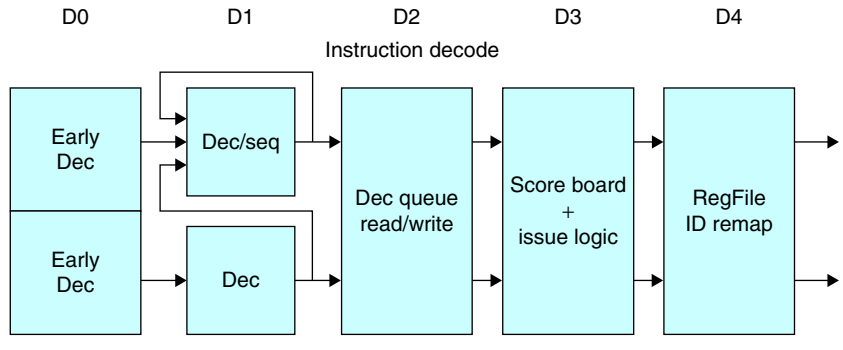 D0 D1 D2 D3 D4
Instruction decode
Early
Dec
Dec/seq
Early
Dec
Dec
Dec queue
read/write
Score board
+
issue logic
RegFile
ID remap